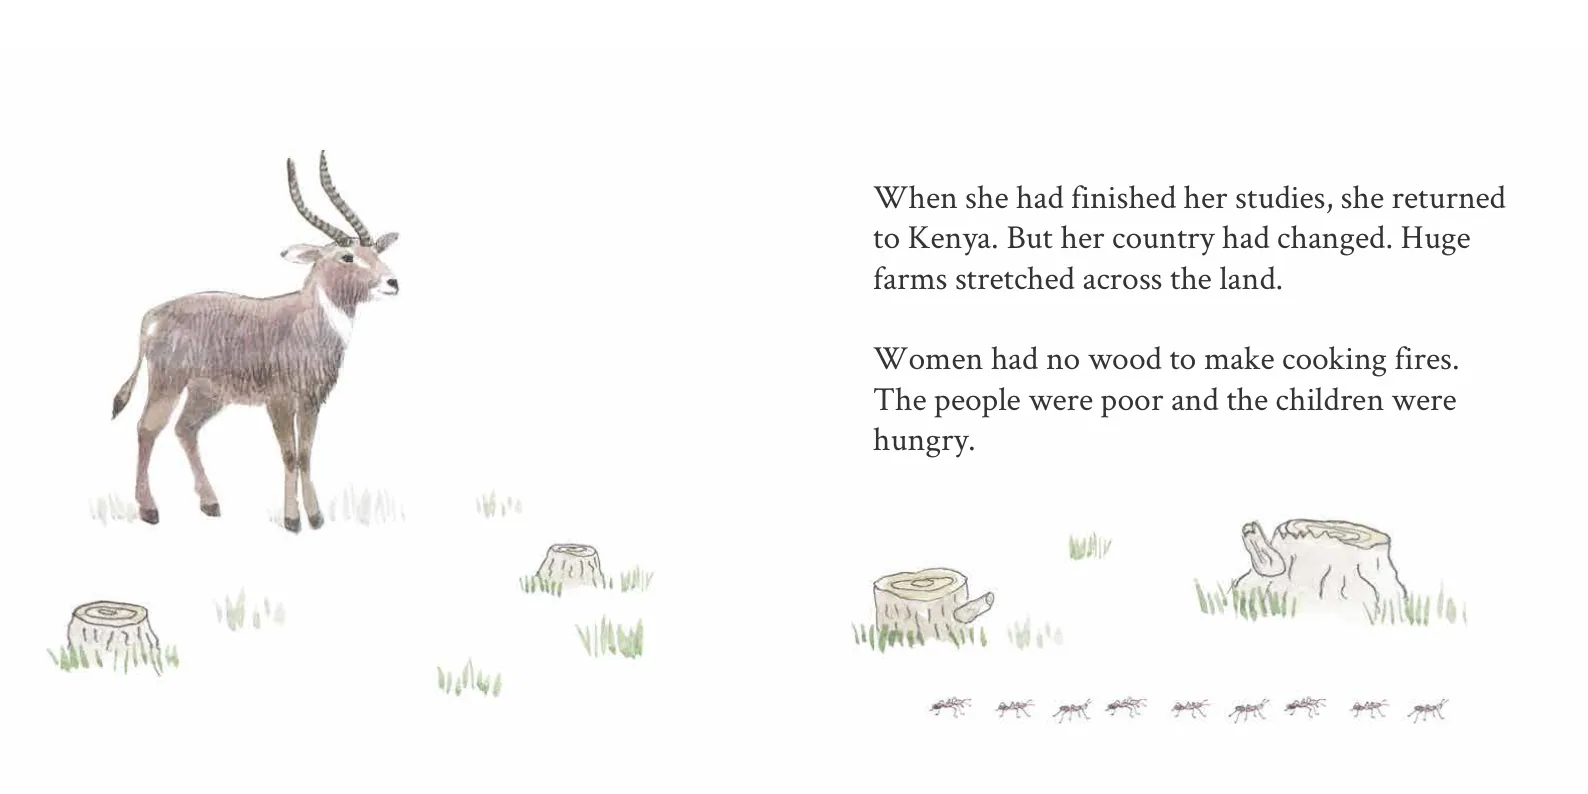 When she had finished her studies, she returned
to Kenya. But her country had changed. Huge
farms stretched across the land.
Women had no wood to make cooking fires.
The people were poor and the children were
hungry.